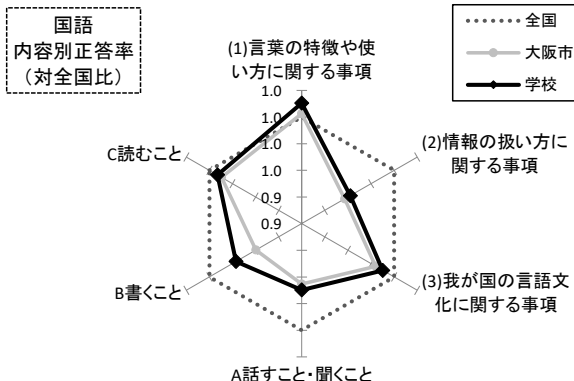 国語
内容別正答率
(対全国比)
全国
大阪市
学校
(1)言葉の特徴や使
い方に関する事項
1.0
1.0
1.0
1.0
0.9
0.9
C読むこと
(2)情報の扱い方に
関する事項
B書くこと
(3)我が国の言語文
化に関する事項
A話すこと・聞くこと